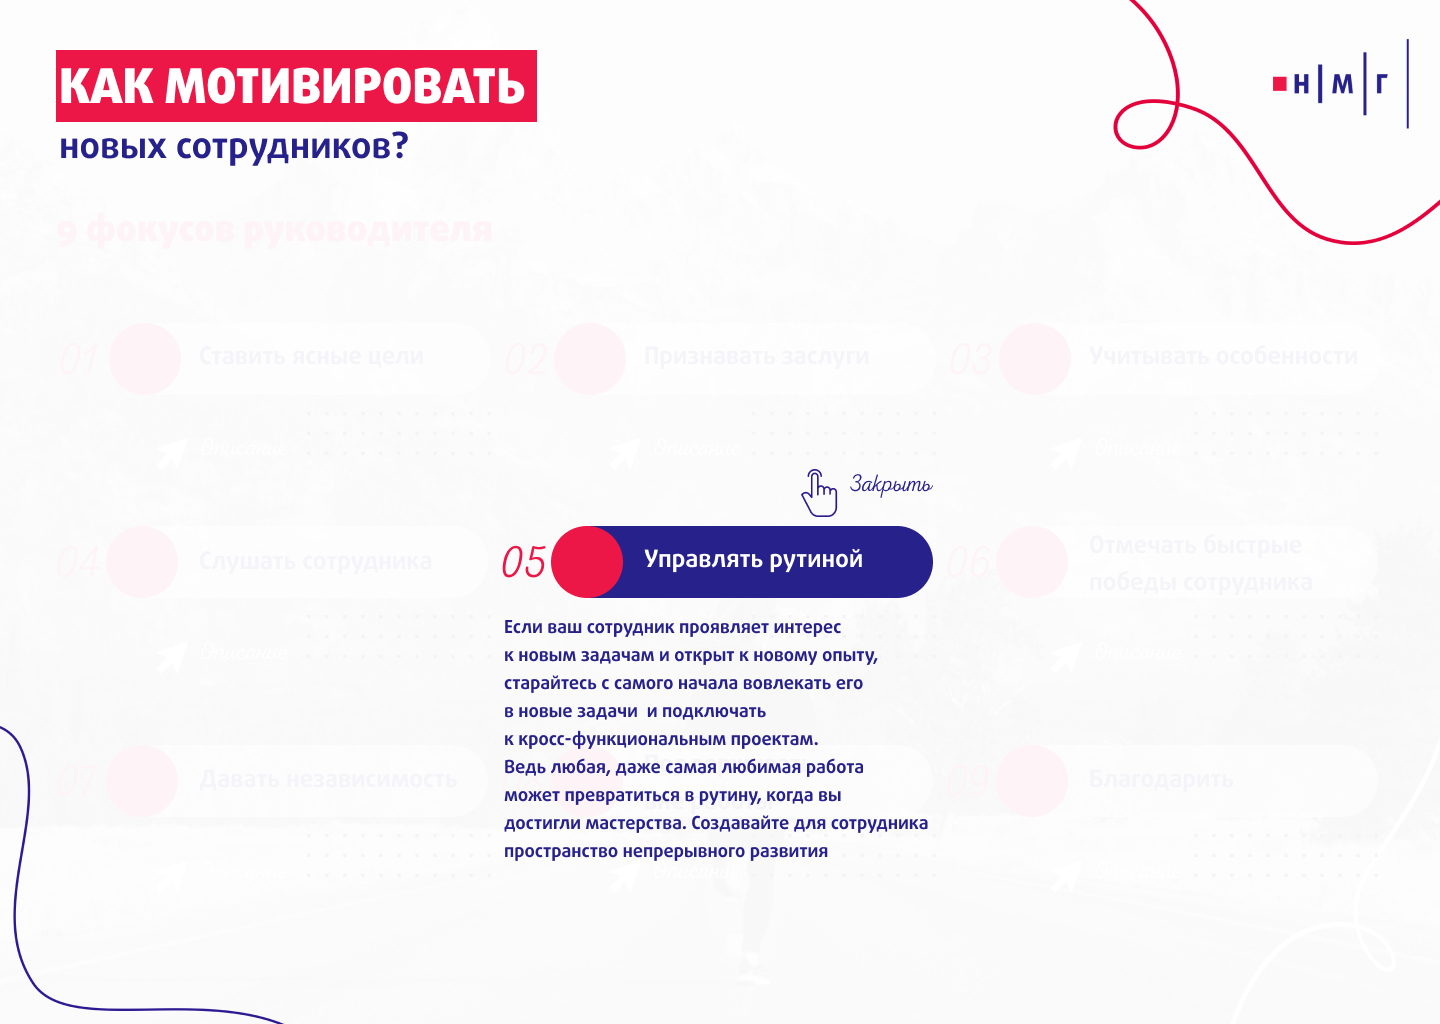 КАК МОТИВИРОВАТЬ
новых сотрудников?
Н|М|Г
9 фокусов руководителя
01 Ставить ясные цели
Описание
02 Признавать заслуги
Описание
03 Учитывать особенности
Описание
Закрыть
04 Слушать сотрудника
Описание
05 Управлять рутиной
Если ваш сотрудник проявляет интерес
к новым задачам и открыт к новому опыту,
старайтесь с самого начала вовлекать его
в новые задачи и подключать
к кросс-функциональным проектам.
Ведь любая, даже самая любимая работа
может превратиться в рутину, когда вы
достигли мастерства. Создавайте для сотрудника
пространство непрерывного развития
06 Отмечать быстрые
победы сотрудника
Описание
07 Давать независимость
09 Благодарить
Описание